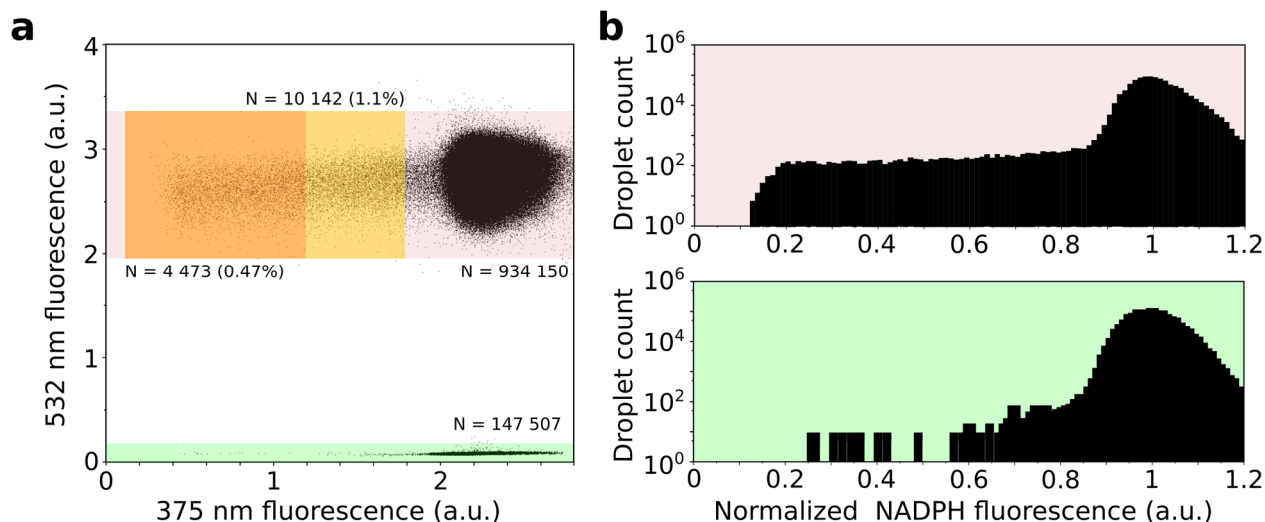 a
4
3
2
1
0
532 nm fluorescence (a.u.)
N = 10 142 (1.1%)
N = 4 473 (0.47%)
N = 934 150
N = 147 507
0
1
2
375 nm fluorescence (a.u.)
b
10^6
10^4
10^2
10^0
Droplet count
0
0.2
0.4
0.6
0.8
1
1.2
10^6
10^4
10^2
10^0
Droplet count
0
0.2
0.4
0.6
0.8
1
1.2
Normalized NADPH fluorescence (a.u.)